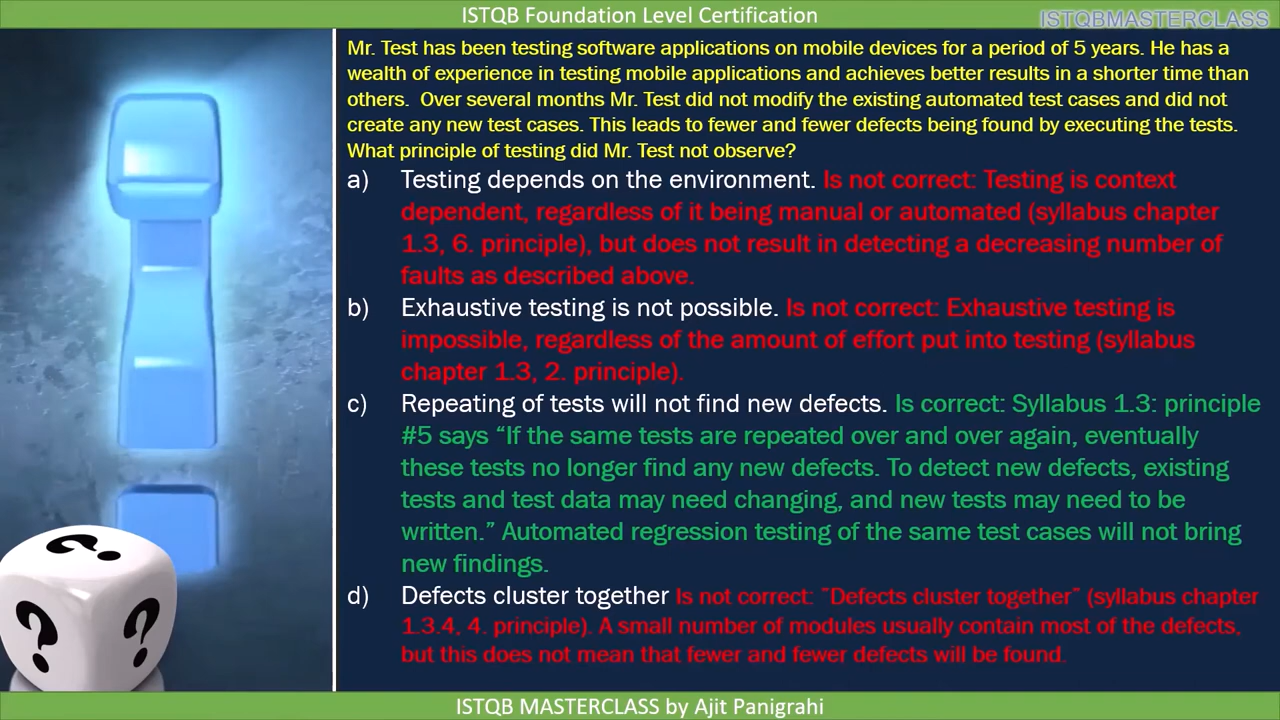 ISTQB Foundation Level Certification
ISTQBMASTERCLASS
Mr. Test has been testing software applications on mobile devices for a period of 5 years. He has a
wealth of experience in testing mobile applications and achieves better results in a shorter time than
others. Over several months Mr. Test did not modify the existing automated test cases and did not
create any new test cases. This leads to fewer and fewer defects being found by executing the tests.
What principle of testing did Mr. Test not observe?
a) Testing depends on the environment. Is not correct: Testing is context
dependent, regardless of it being manual or automated (syllabus chapter
1.3, 6. principle), but does not result in detecting a decreasing number of
faults as described above.
b) Exhaustive testing is not possible. Is not correct: Exhaustive testing is
impossible, regardless of the amount of effort put into testing (syllabus
chapter 1.3, 2. principle).
c) Repeating of tests will not find new defects. Is correct: Syllabus 1.3: principle
#5 says “If the same tests are repeated over and over again, eventually
these tests no longer find any new defects. To detect new defects, existing
tests and test data may need changing, and new tests may need to be
written.” Automated regression testing of the same test cases will not bring
new findings.
d) Defects cluster together Is not correct: “Defects cluster together” (syllabus chapter
1.3.4, 4. principle). A small number of modules usually contain most of the defects,
but this does not mean that fewer and fewer defects will be found.
? ? ?
ISTQB MASTERCLASS by Ajit Panigrahi